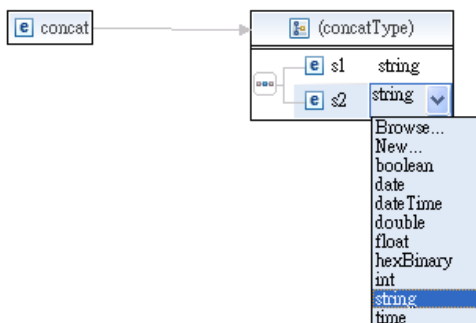 e concat
(concatType)
e s1 string
e s2 string
Browse...
New...
boolean
date
dateTime
double
float
hexBinary
int
string
time